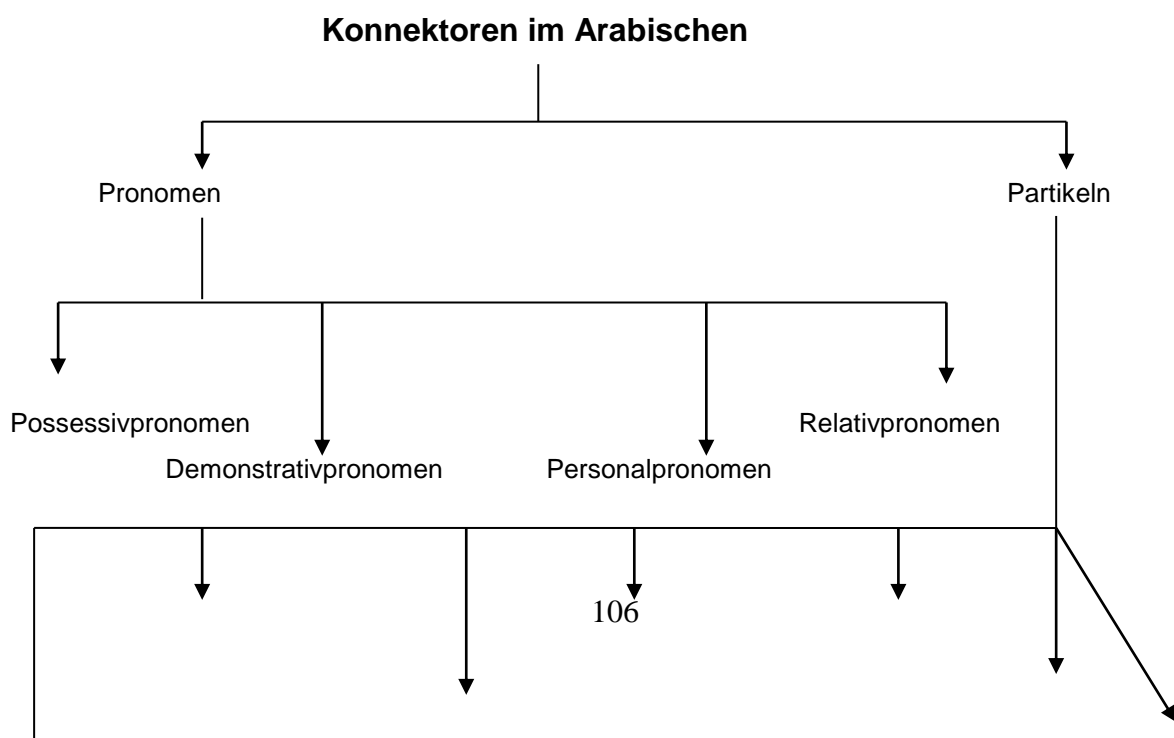 Konnektoren im Arabischen
Pronomen Partikeln
Possessivpronomen Relativpronomen
Demonstrativpronomen Personalpronomen
106